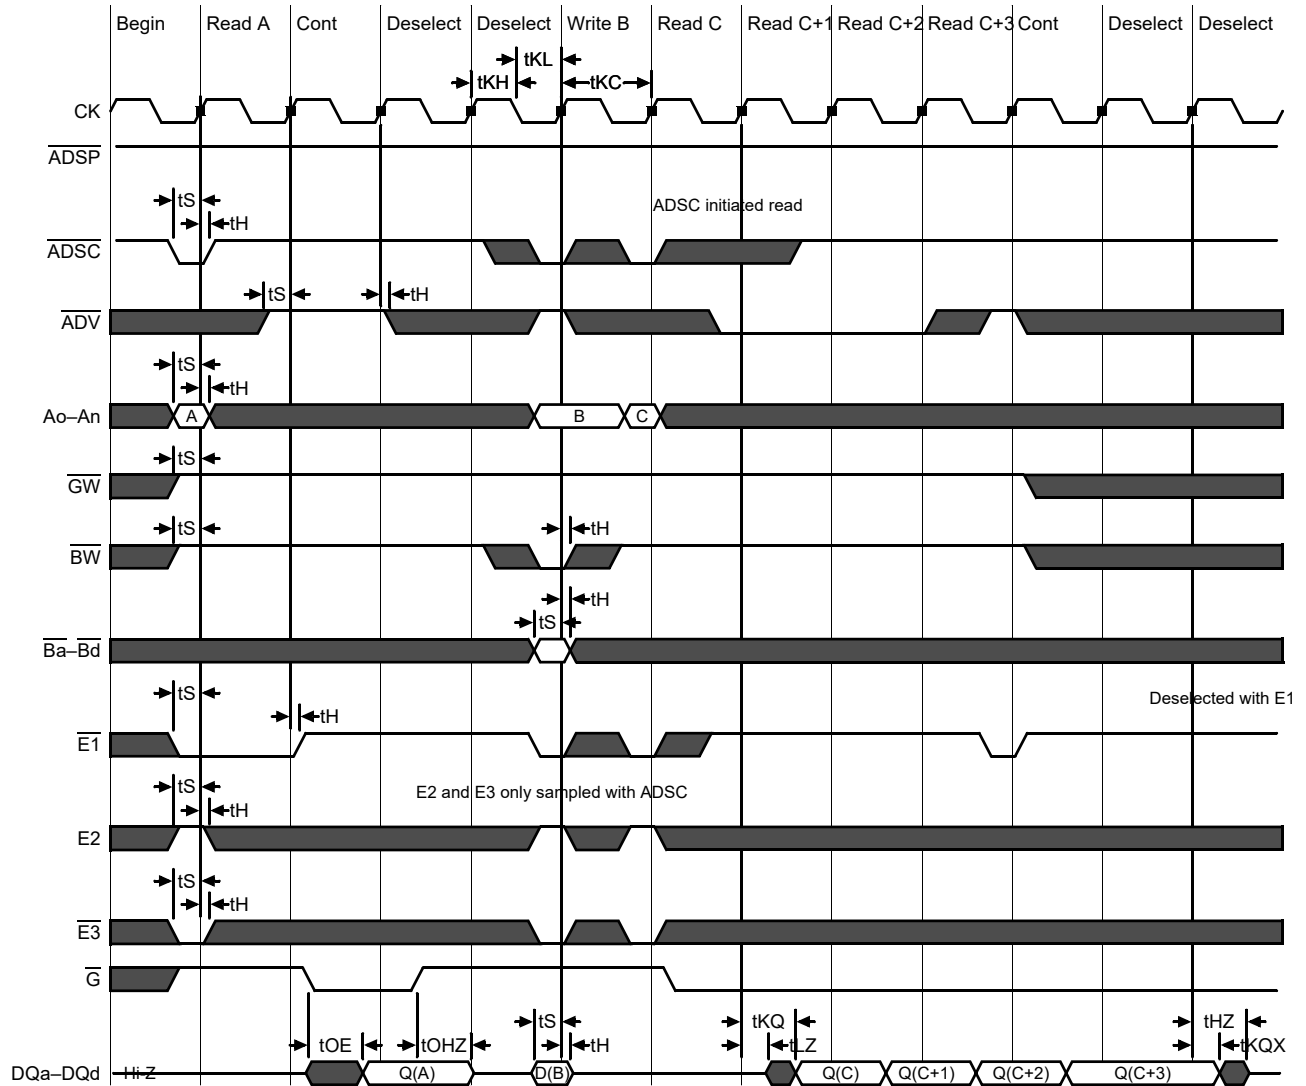 Begin Read A Cont Deselect Deselect Write B Read C Read C+1 Read C+2 Read C+3 Cont Deselect Deselect
tKL
tKH tKC
CK
ADSP
tS
ADSC initiated read
tH
ADSC
tS tH
ADV
tS
tH
Ao–An A B C
tS
GW
tS tH
BW
tH
tS
Ba–Bd
tS
Deselected with E1
tH
E1
tS
E2 and E3 only sampled with ADSC
tH
E2
tS
tH
E3
G
tS tKQ tHZ
tOE tOHZ tH tLZ tKQX
DQa–DQd Hi-Z Q(A) D(B) Q(C) Q(C+1) Q(C+2) Q(C+3)